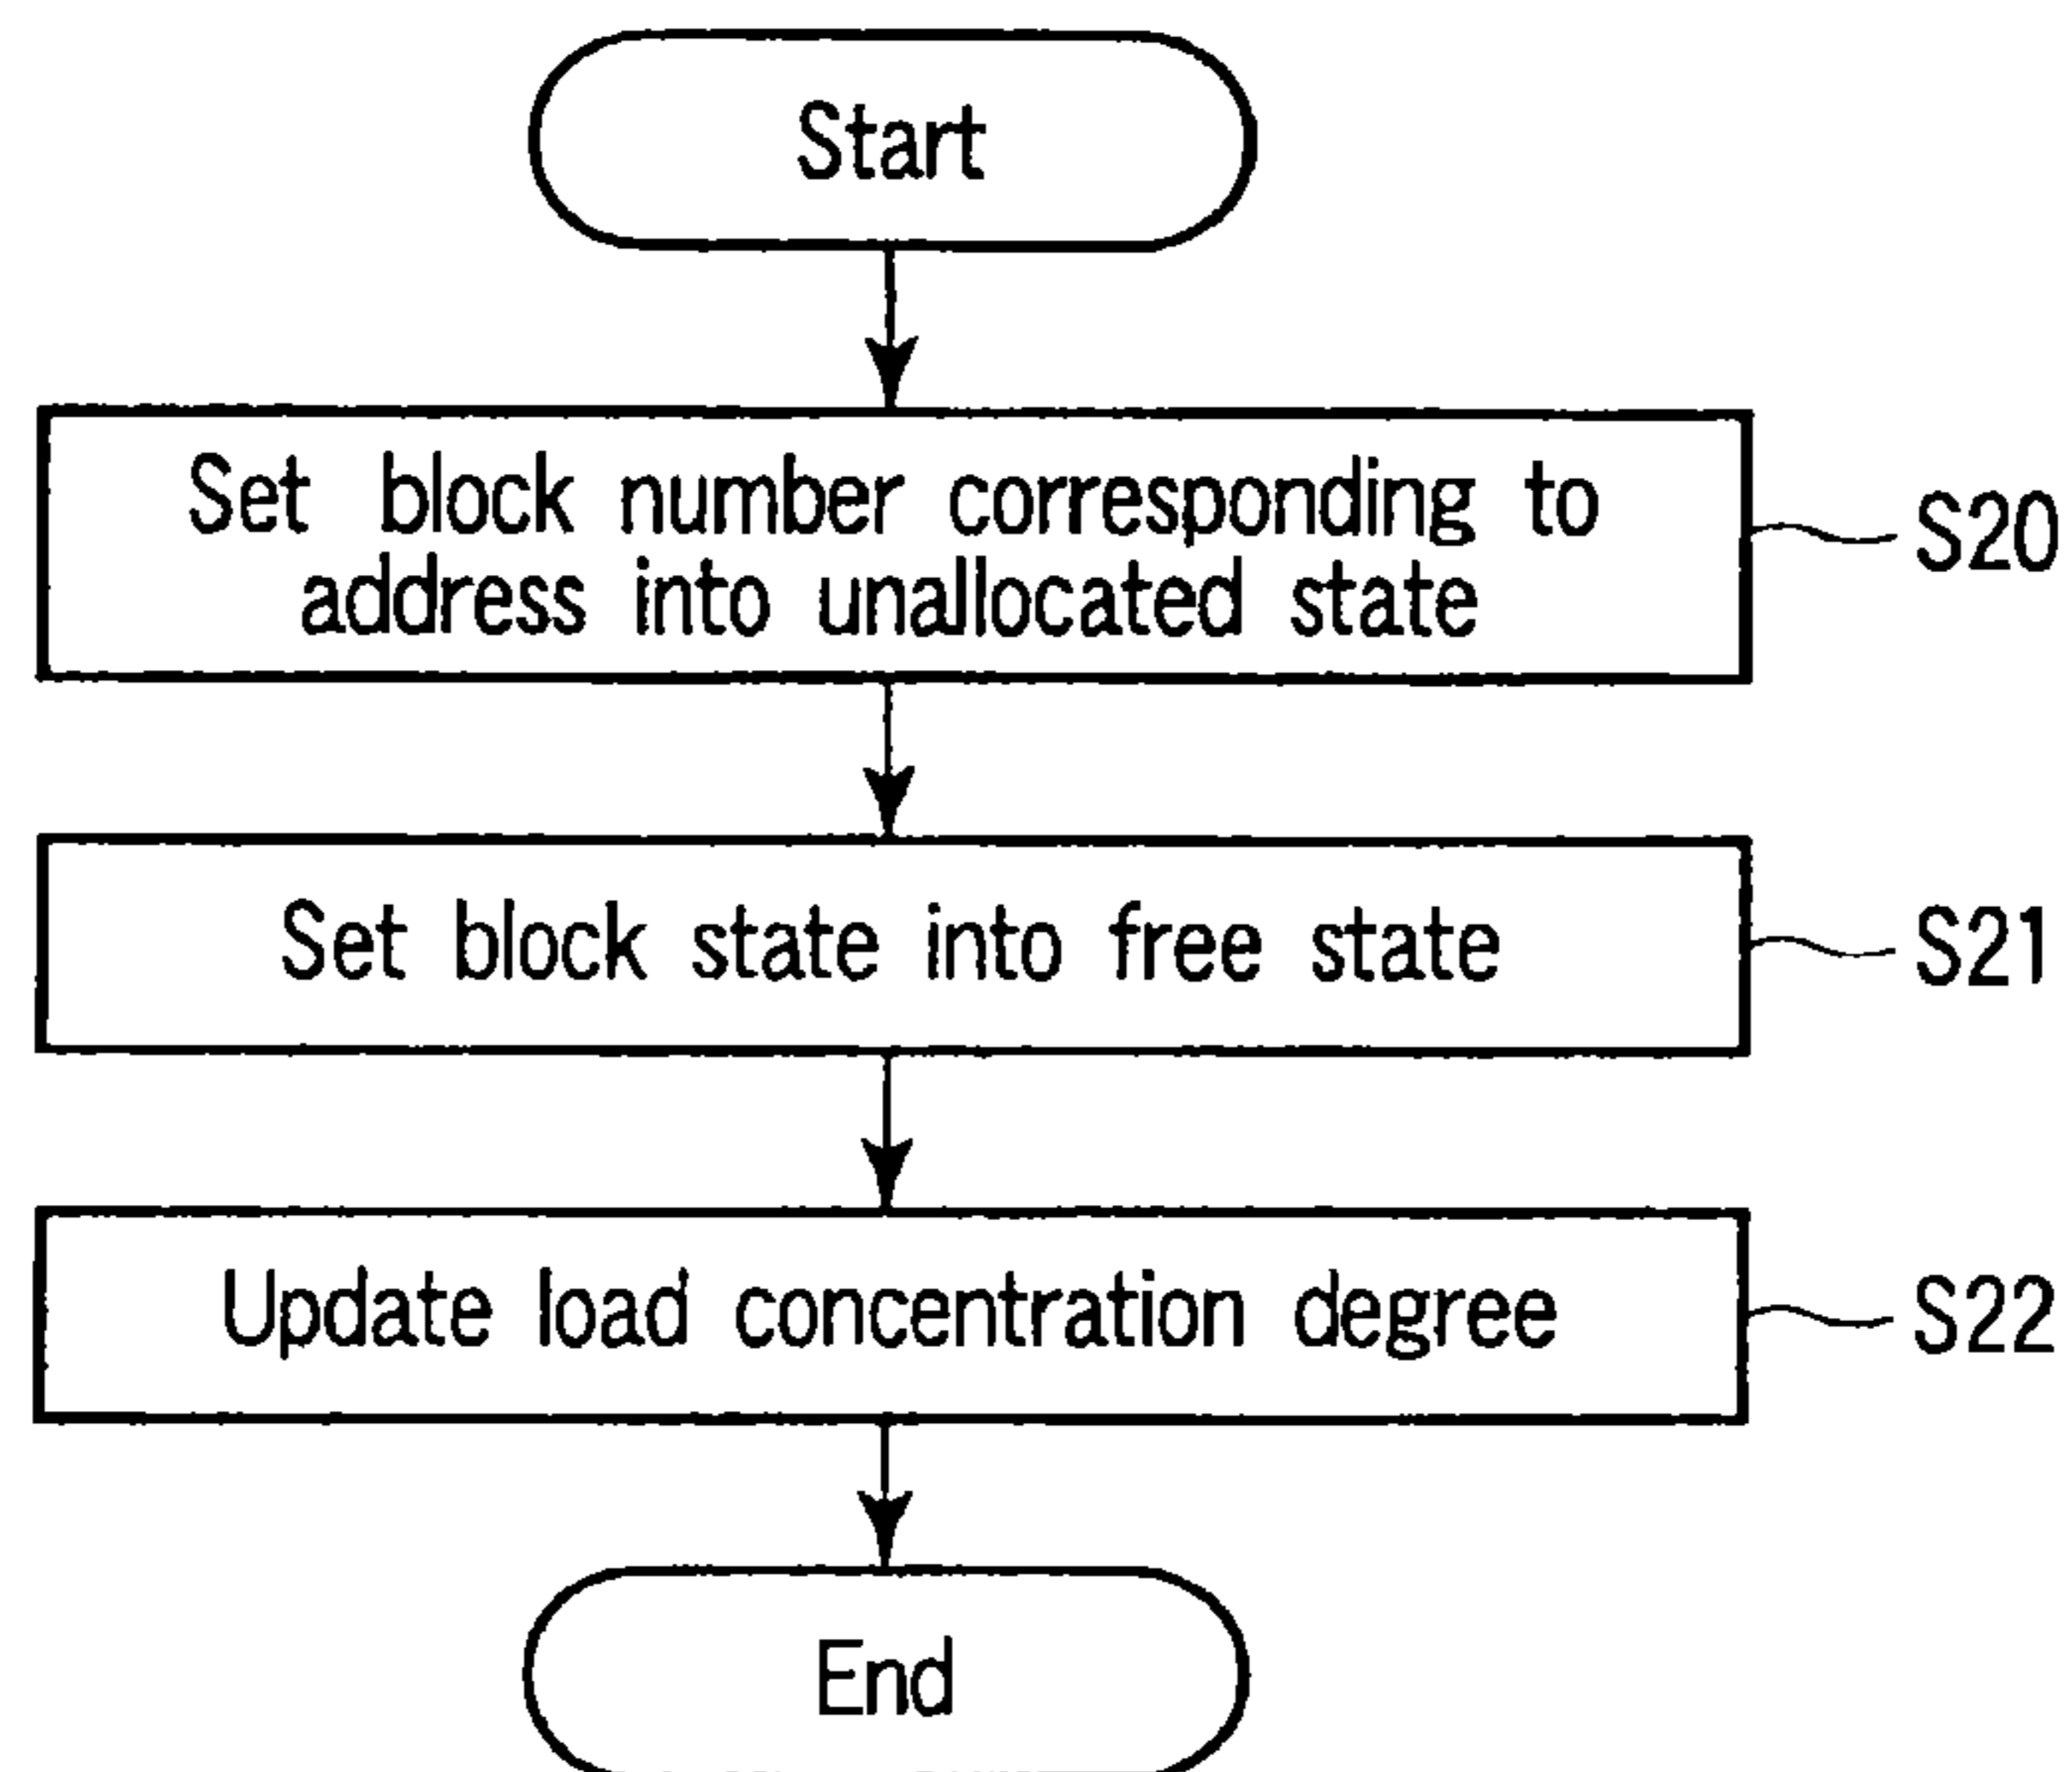 Start
Set block number corresponding to
address into unallocated state
S20
Set block state into free state
S21
Update load concentration degree
S22
End